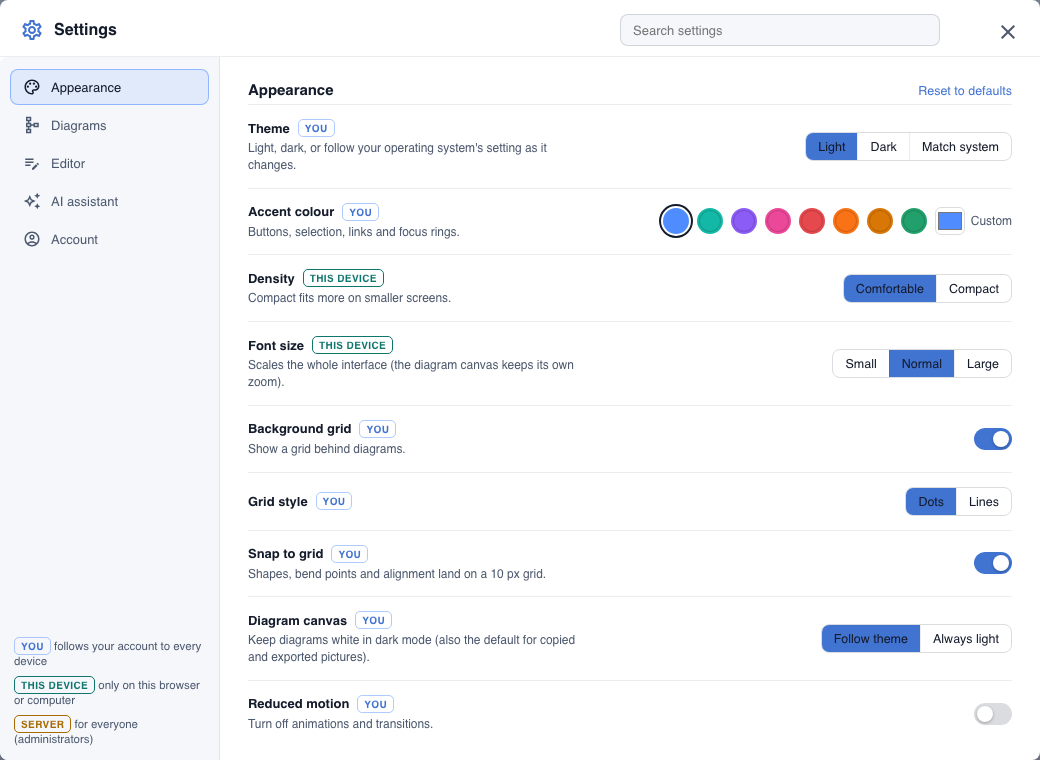 Settings
Search settings
Appearance
Diagrams
Editor
AI assistant
Account
YOU follows your account to every
device
THIS DEVICE only on this browser
or computer
SERVER for everyone
(administrators)
Appearance
Reset to defaults
Theme YOU
Light, dark, or follow your operating system's setting as it
changes.
Light Dark Match system
Accent colour YOU
Buttons, selection, links and focus rings.
Custom
Density THIS DEVICE
Compact fits more on smaller screens.
Comfortable Compact
Font size THIS DEVICE
Scales the whole interface (the diagram canvas keeps its own
zoom).
Small Normal Large
Background grid YOU
Show a grid behind diagrams.
Grid style YOU
Dots Lines
Snap to grid YOU
Shapes, bend points and alignment land on a 10 px grid.
Diagram canvas YOU
Keep diagrams white in dark mode (also the default for copied
and exported pictures).
Follow theme Always light
Reduced motion YOU
Turn off animations and transitions.